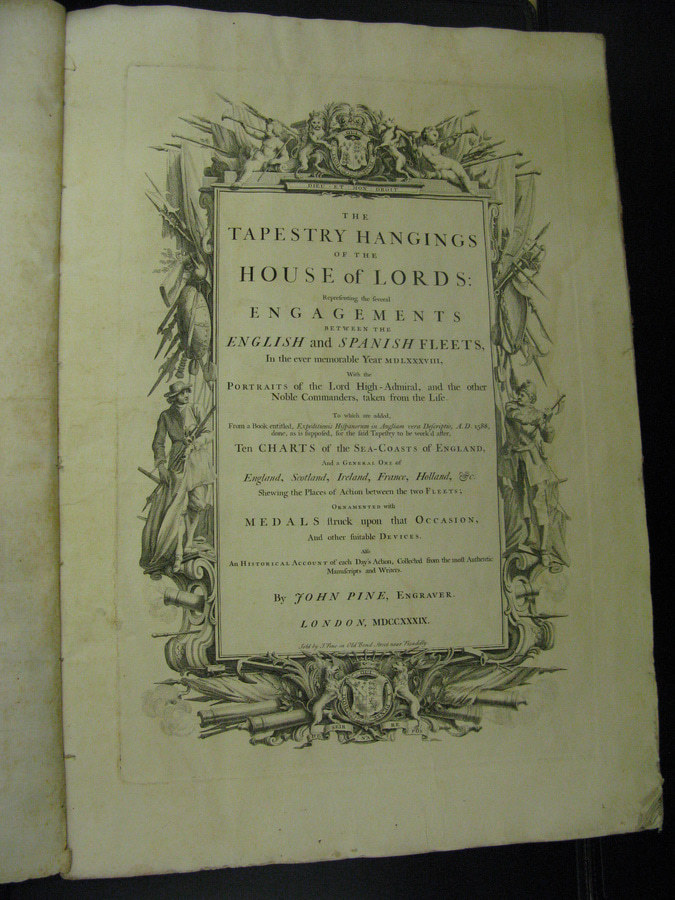 DIEU ET MON DROIT
THE
TAPESTRY HANGINGS
OF THE
HOUSE of LORDS:
Repreſenting the ſeveral
ENGAGEMENTS
BETWEEN THE
ENGLISH and SPANISH FLEETS,
In the ever memorable Year MDLXXXVIII,
With the
PORTRAITS of the Lord High-Admiral, and the other
Noble Commanders, taken from the Life.
To which are added,
From a Book entitled, Expeditionis Hiſpanorum in Angliam vera Deſcriptio, A.D. 1588,
done, as is ſuppoſed, for the ſaid Tapeſtry to be work'd after,
Ten CHARTS of the SEA-COASTS of ENGLAND,
And a GENERAL ONE of
England, Scotland, Ireland, France, Holland, &c.
Shewing the Places of Action between the two FLEETS;
ORNAMENTED with
MEDALS ſtruck upon that OCCASION,
And other ſuitable DEVICES.
Alſo
An HISTORICAL ACCOUNT of each Day's Action, Collected from the moſt Authentic
Manuſcripts and Writers.
By JOHN PINE, ENGRAVER.
LONDON, MDCCXXXIX.
Sold by J. Pine in Old Bond Street near Piccadilly